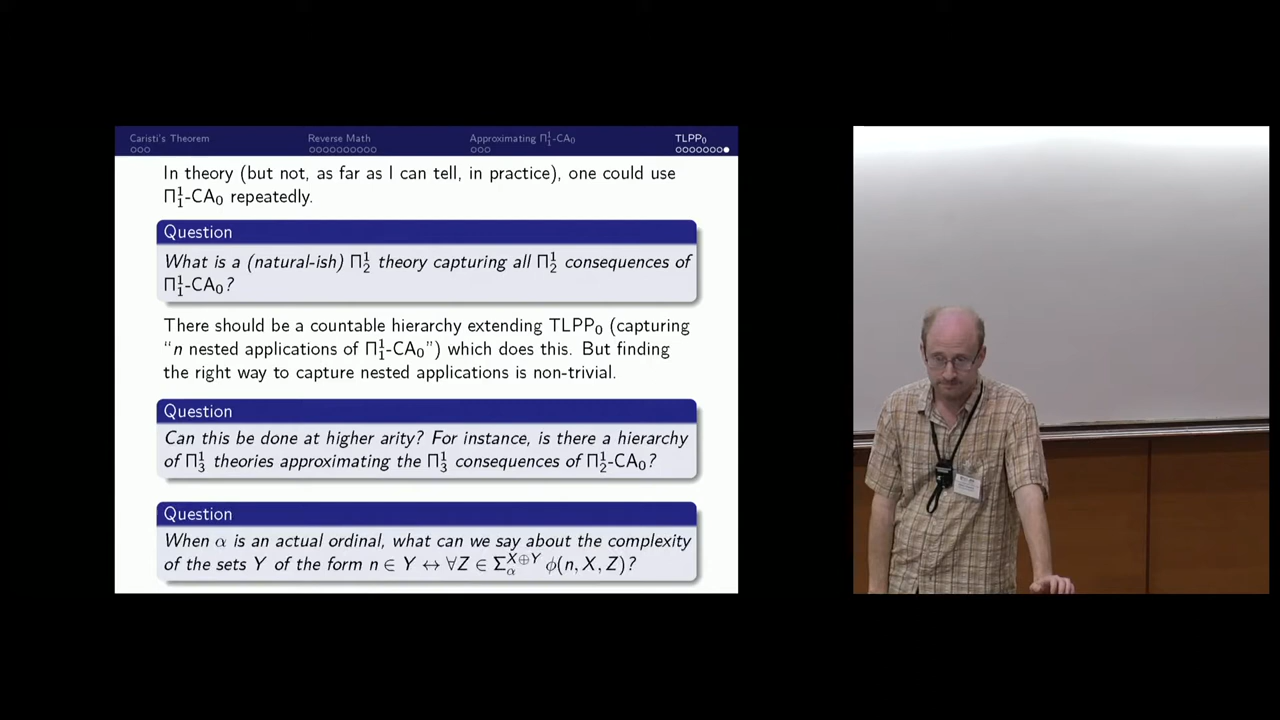 Caristi's Theorem
Reverse Math
Approximating Π¹₁-CA₀
TLPP₀
In theory (but not, as far as I can tell, in practice), one could use
Π¹₁-CA₀ repeatedly.
Question
What is a (natural-ish) Π¹₂ theory capturing all Π¹₂ consequences of
Π¹₁-CA₀?
There should be a countable hierarchy extending TLPP₀ (capturing
“n nested applications of Π¹₁-CA₀”) which does this. But finding
the right way to capture nested applications is non-trivial.
Question
Can this be done at higher arity? For instance, is there a hierarchy
of Π¹₃ theories approximating the Π¹₃ consequences of Π¹₂-CA₀?
Question
When α is an actual ordinal, what can we say about the complexity
of the sets Y of the form n ∈ Y ↔ ∀Z ∈ Σ_α^{X⊕Y} ϕ(n, X, Z)?